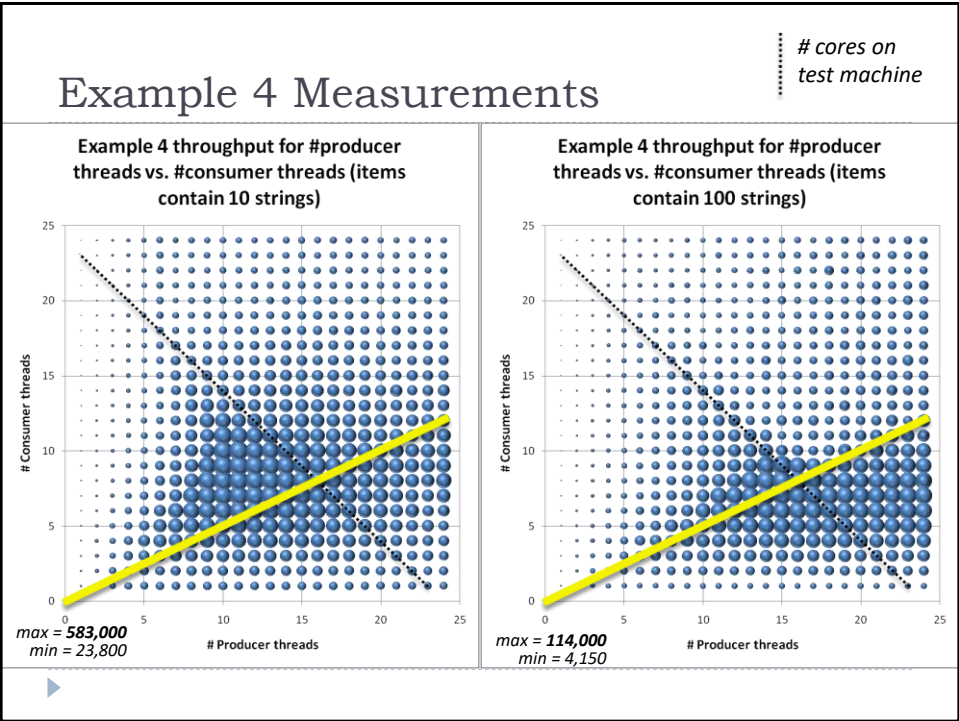 # cores on
test machine
Example 4 Measurements
Example 4 throughput for #producer
threads vs. #consumer threads (items
contain 10 strings)
25
20
15
10
5
0
# Consumer threads
0 5 10 15 20 25
# Producer threads
max = 583,000
min = 23,800
Example 4 throughput for #producer
threads vs. #consumer threads (items
contain 100 strings)
25
20
15
10
5
0
# Consumer threads
0 5 10 15 20 25
# Producer threads
max = 114,000
min = 4,150